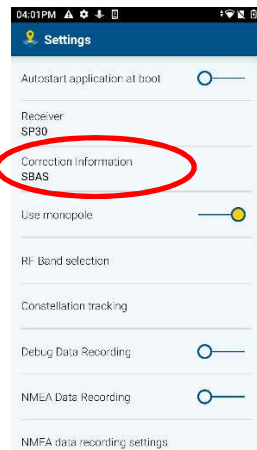 04:01PM
Settings
Autostart application at boot
Receiver
SP30
Correction Information
SBAS
Use monopole
RF Band selection
Constellation tracking
Debug Data Recording
NMEA Data Recording
NMEA data recording settings